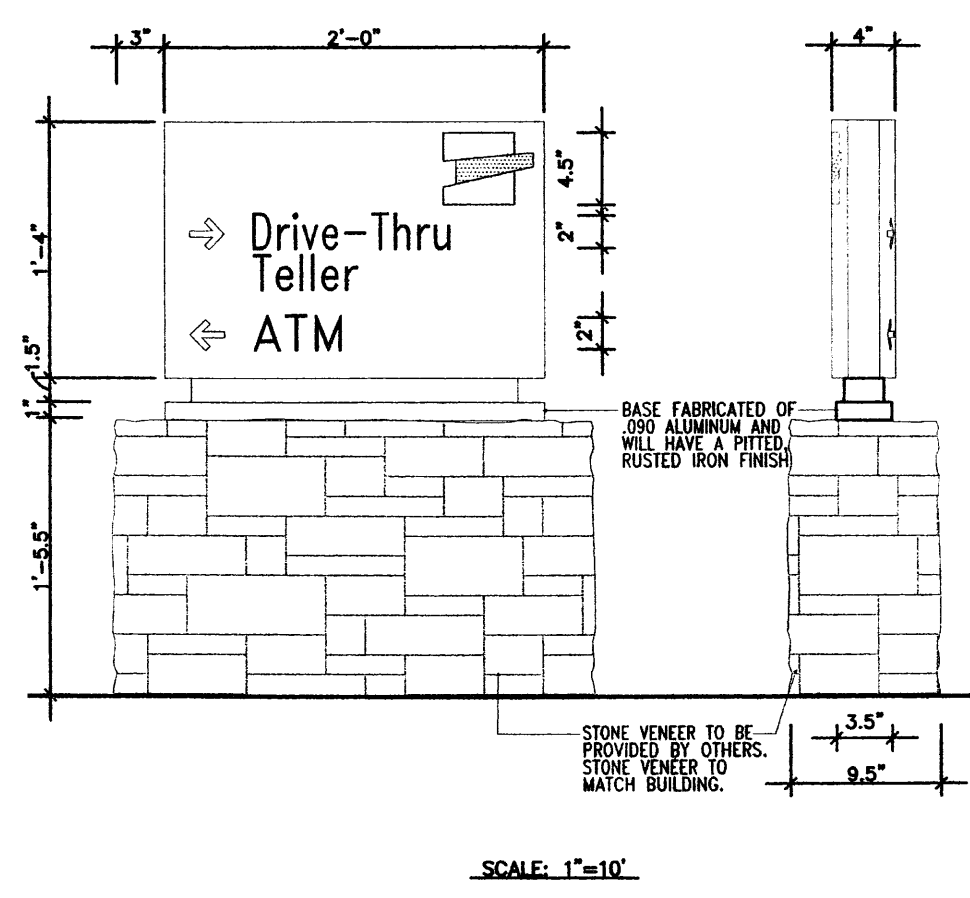 3" 2'-0" 4"
4.5"
1'-4"
Drive-Thru
Teller
2"
ATM
2"
1.5"
1"
BASE FABRICATED OF
.090 ALUMINUM AND
WILL HAVE A PITTED,
RUSTED IRON FINISH
1'-5.5"
STONE VENEER TO BE
PROVIDED BY OTHERS.
STONE VENEER TO
MATCH BUILDING.
3.5"
9.5"
SCALE: 1"=10'